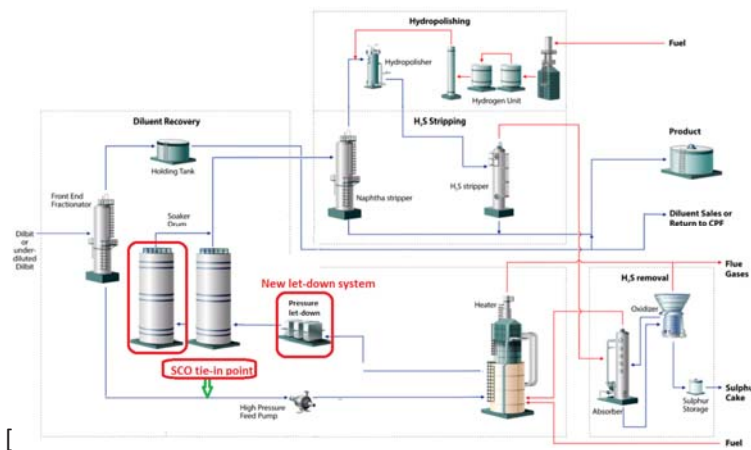 Hydropolishing
Fuel
Hydropolisher
Hydrogen Unit
Diluent Recovery
H₂S Stripping
Product
Holding Tank
Front End
Fractionator
Soaker
Drum
Naphtha stripper
H₂S stripper
Dilbit
or
under-
diluted
Dilbit
Diluent Sales or
Return to CPF
New let-down system
Pressure
let-down
Heater
Flue
Gases
H₂S removal
Oxidizer
SCO tie-in point
High Pressure
Feed Pump
Absorber
Sulphur
Storage
Sulphur
Cake
Fuel
[